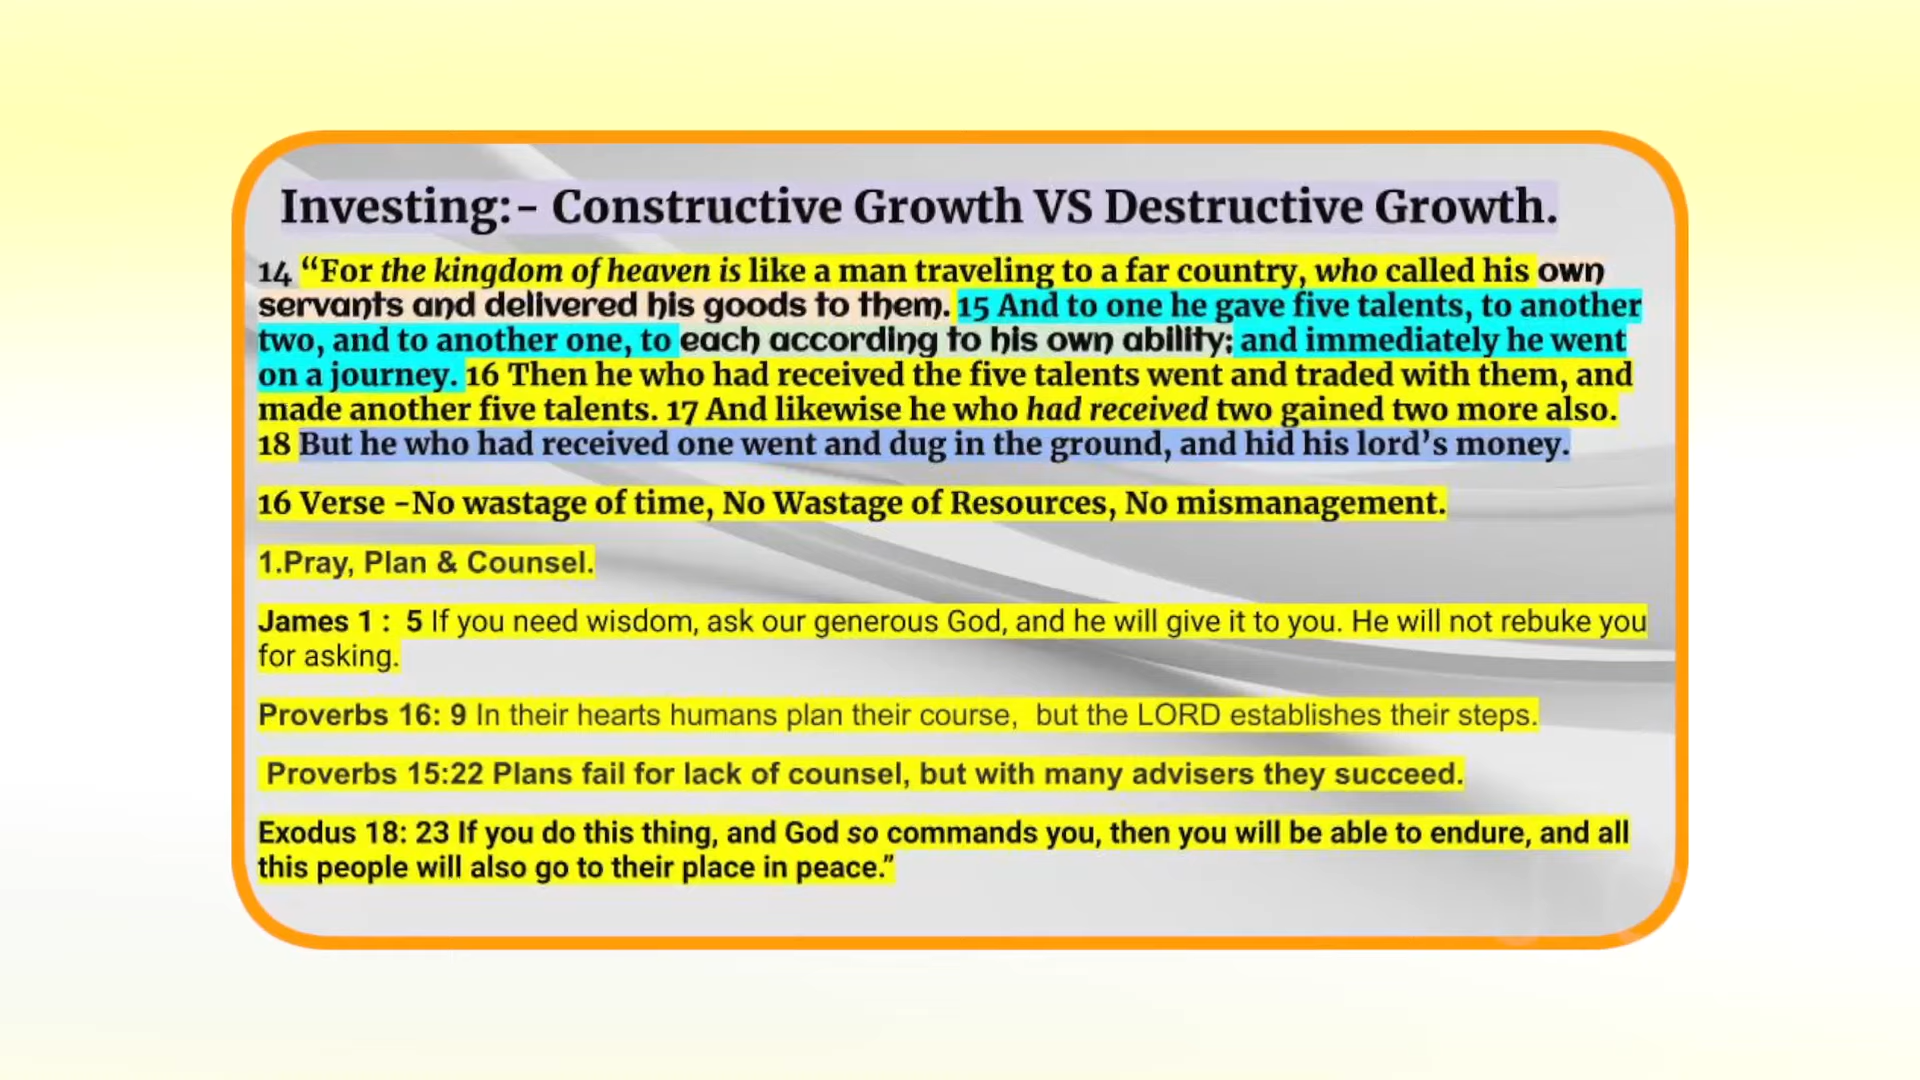 Investing:- Constructive Growth VS Destructive Growth.
14 “For the kingdom of heaven is like a man traveling to a far country, who called his own
servants and delivered his goods to them. 15 And to one he gave five talents, to another
two, and to another one, to each according to his own ability; and immediately he went
on a journey. 16 Then he who had received the five talents went and traded with them, and
made another five talents. 17 And likewise he who had received two gained two more also.
18 But he who had received one went and dug in the ground, and hid his lord’s money.
16 Verse -No wastage of time, No Wastage of Resources, No mismanagement.
1.Pray, Plan & Counsel.
James 1 : 5 If you need wisdom, ask our generous God, and he will give it to you. He will not rebuke you
for asking.
Proverbs 16: 9 In their hearts humans plan their course, but the LORD establishes their steps.
Proverbs 15:22 Plans fail for lack of counsel, but with many advisers they succeed.
Exodus 18: 23 If you do this thing, and God so commands you, then you will be able to endure, and all
this people will also go to their place in peace.”